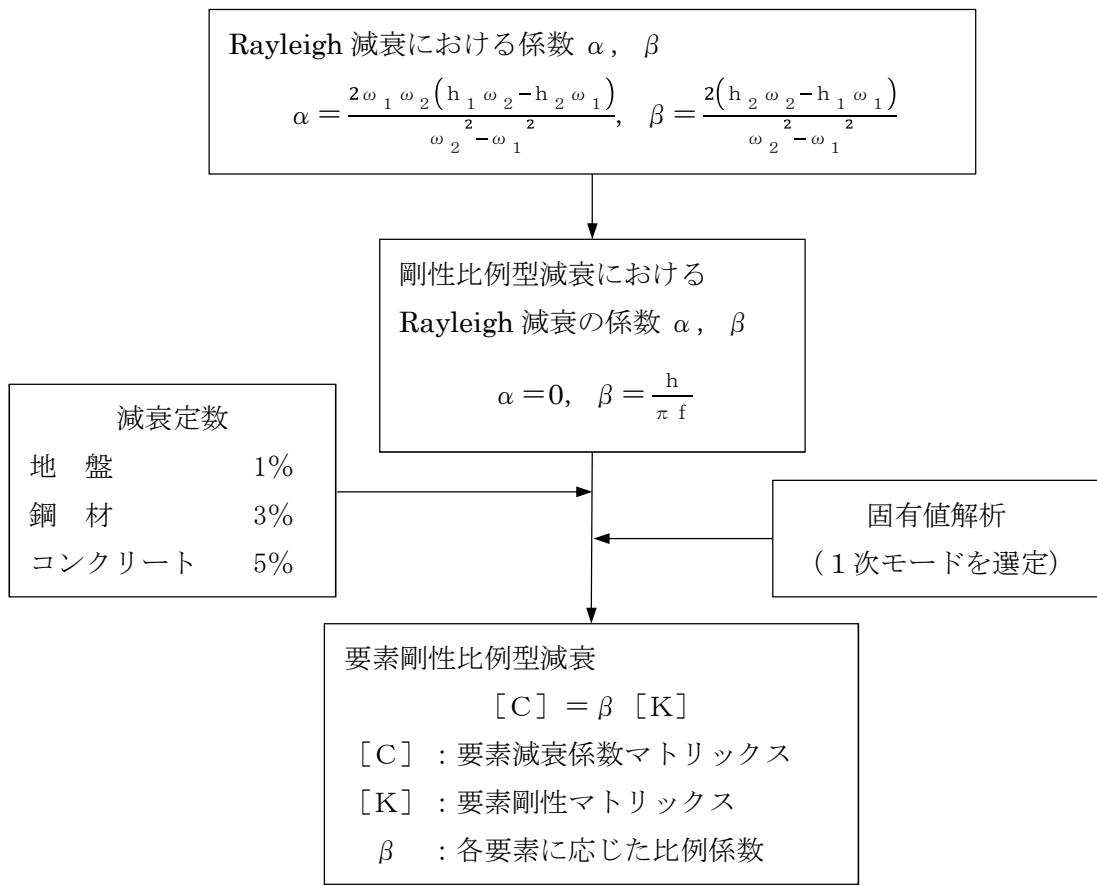 Rayleigh 減衰における係数 α, β
α=2ω₁ω₂(h₁ω₂−h₂ω₁)/(ω₂²−ω₁²), β=2(h₂ω₂−h₁ω₁)/(ω₂²−ω₁²)
剛性比例型減衰における
Rayleigh 減衰の係数 α, β
α=0, β=h/(πf)
減衰定数
地 盤 1%
鋼 材 3%
コンクリート 5%
固有値解析
(1次モードを選定)
要素剛性比例型減衰
[C]=β [K]
[C]:要素減衰係数マトリックス
[K]:要素剛性マトリックス
β :各要素に応じた比例係数